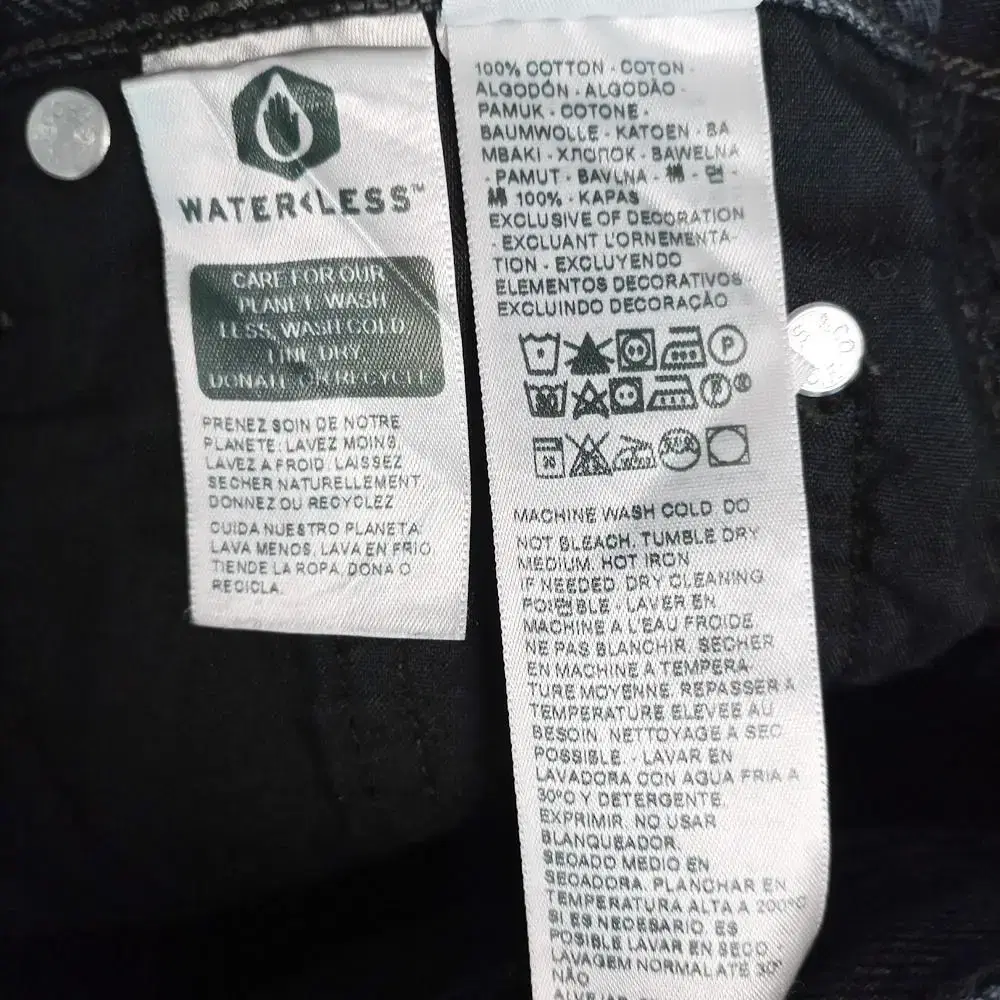 WATER<LESS™
CARE FOR OUR
PLANET WASH
LESS, WASH COLD,
LINE DRY,
DONATE OR RECYCLE
PRENEZ SOIN DE NOTRE
PLANETE: LAVEZ MOINS,
LAVEZ A FROID, LAISSEZ
SECHER NATURELLEMENT
DONNEZ OU RECYCLEZ
CUIDA NUESTRO PLANETA:
LAVA MENOS, LAVA EN FRIO,
TIENDE LA ROPA, DONA O
RECICLA.
100% COTTON - COTON -
ALGODÓN - ALGODÃO -
PAMUK - COTONE -
BAUMWOLLE - KATOEN - ВА
МВАКІ - ХЛОПОК - BAWEŁNA
- PAMUT - BAVLNA - 棉 - 면 -
綿 100% - KAPAS
EXCLUSIVE OF DECORATION
- EXCLUANT L'ORNEMENTA-
TION - EXCLUYENDO
ELEMENTOS DECORATIVOS
EXCLUINDO DECORAÇÃO
P
MACHINE WASH COLD DO
NOT BLEACH, TUMBLE DRY
MEDIUM, HOT IRON
IF NEEDED DRY CLEANING
BLE - LAVER EN
MACHINE A L'EAU FROIDE
NE PAS BLANCHIR, SECHER
EN MACHINE A TEMPERA
TURE MOYENNE, REPASSER A
TEMPERATURE ELEVEE AU
BESOIN NETTOYAGE A SEC
POSSIBLE. - LAVAR EN
LAVADORA CON AGUA FRIA A
30ºC Y DETERGENTE.
EXPRIMIR. NO USAR
BLANQUEADOR.
SECADO MEDIO EN
SECADORA. PLANCHAR EN
TEMPERATURA ALTA A 200ºC
SI ES NECESARIO. ES
POSIBLE LAVAR EN SECO -
LAVAGEM NORMAL ATE 30º
NÃO
ALVEJAR